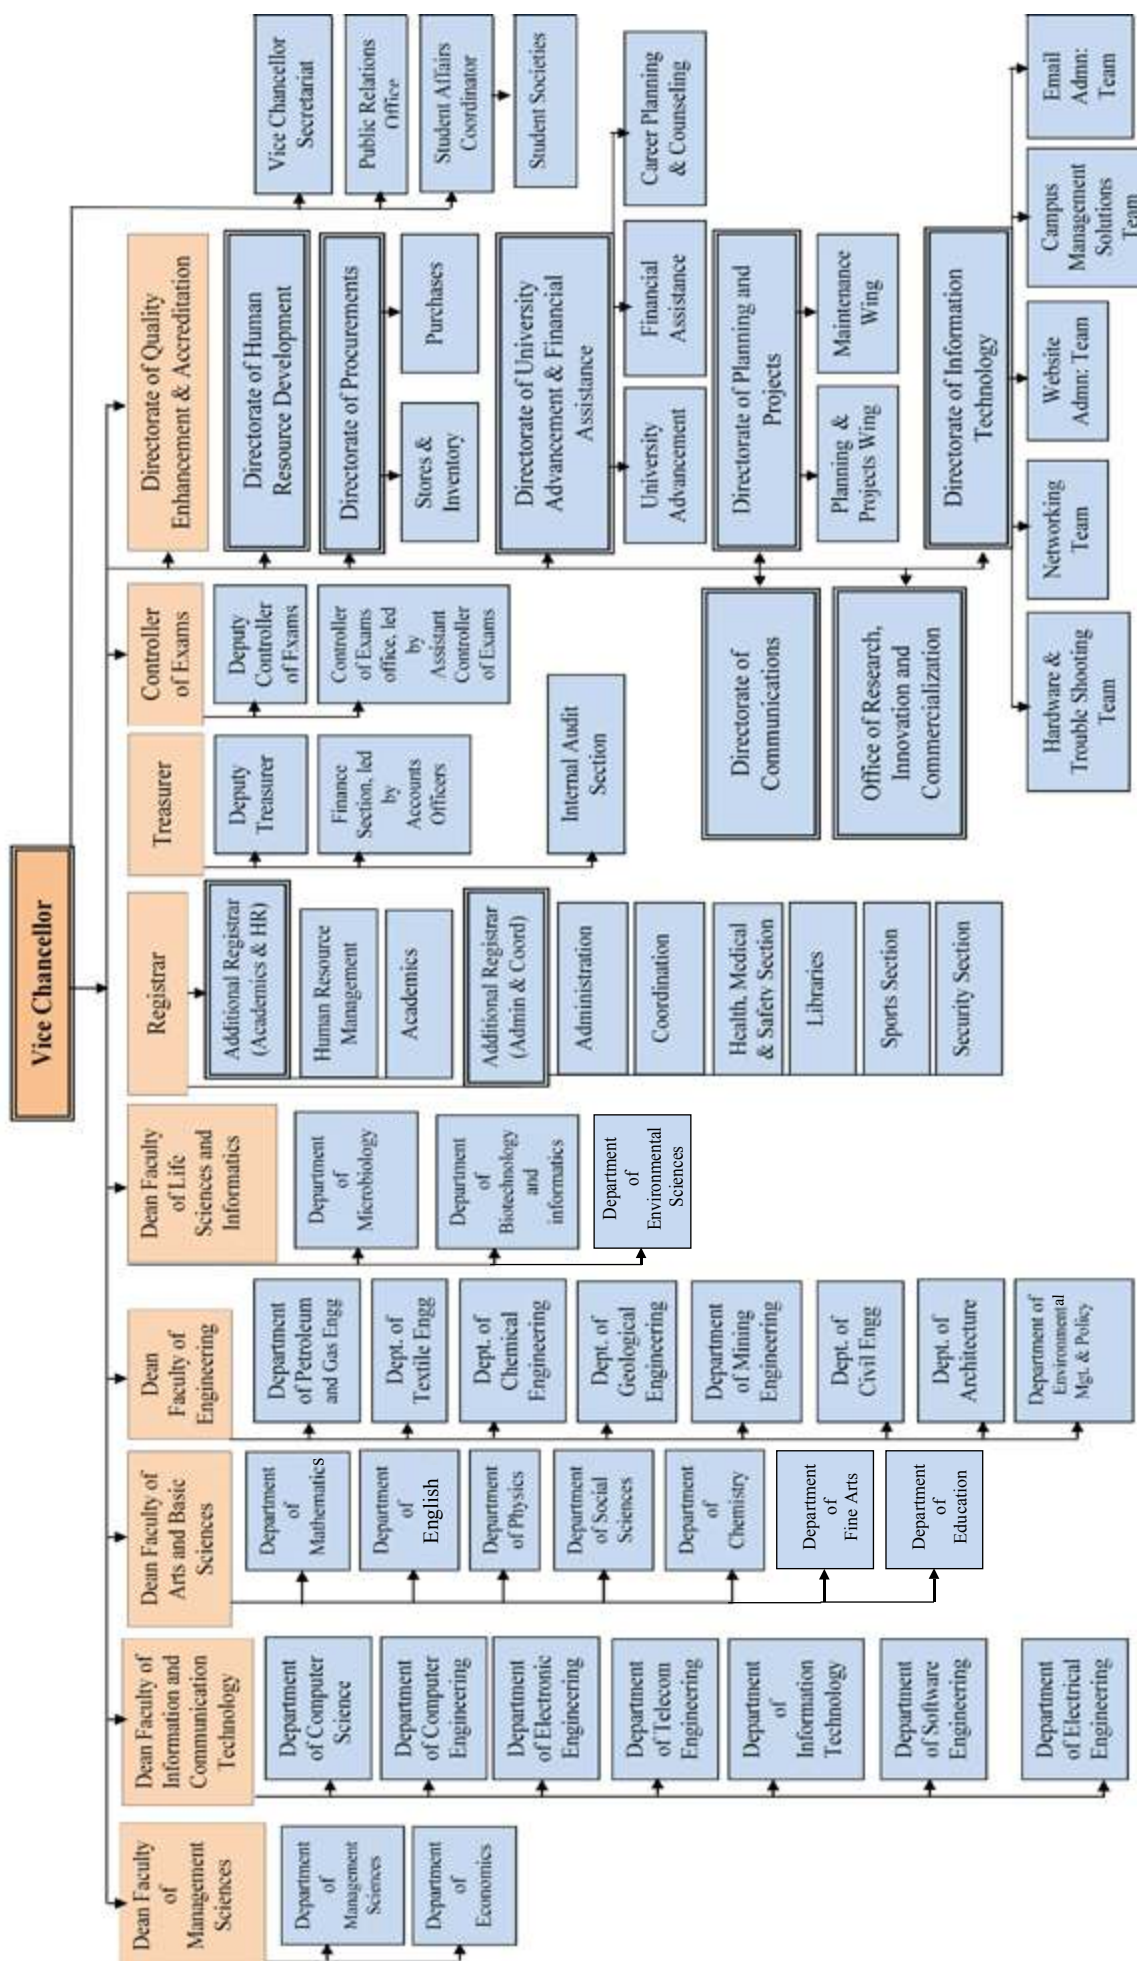 Vice Chancellor
Dean Faculty
of
Management
Sciences
Department
of
Management
Sciences
Department
of
Economics
Dean Faculty of
Information and
Communication
Technology
Department
of Computer
Science
Department
of Computer
Engineering
Department
of Electronic
Engineering
Department
of Telecom
Engineering
Department
of
Information
Technology
Department
of Software
Engineering
Department
of Electrical
Engineering
Dean Faculty of
Arts and Basic
Sciences
Department
of
Mathematics
Department
of
English
Department
of Physics
Department
of Social
Sciences
Department
of
Chemistry
Department
of
Fine Arts
Department
of
Education
Dean
Faculty of
Engineering
Department
of Petroleum
and Gas Engg
Dept. of
Textile Engg
Dept. of
Chemical
Engineering
Dept. of
Geological
Engineering
Department
of Mining
Engineering
Dept. of
Civil Engg
Dept. of
Architecture
Department of
Environmental
Mgt. & Policy
Dean Faculty
of Life
Sciences and
Informatics
Department
of
Microbiology
Department
of
Biotechnology
and
informatics
Department
of
Environmental
Sciences
Registrar
Additional Registrar
(Academics & HR)
Human Resource
Management
Academics
Additional Registrar
(Admin & Coord)
Administration
Coordination
Health, Medical
& Safety Section
Libraries
Sports Section
Security Section
Treasurer
Deputy
Treasurer
Finance
Section, led
by
Accounts
Officers
Internal Audit
Section
Controller
of Exams
Deputy
Controller
of Exams
Controller
of Exams
office, led
by
Assistant
Controller
of Exams
Directorate of Quality
Enhancement & Accreditation
Directorate of Human
Resource Development
Directorate of Procurements
Stores &
Inventory
Purchases
Directorate of University
Advancement & Financial
Assistance
University
Advancement
Financial
Assistance
Career Planning
& Counseling
Directorate of Planning and
Projects
Planning &
Projects Wing
Maintenance
Wing
Directorate of
Communications
Office of Research,
Innovation and
Commercialization
Directorate of Information
Technology
Hardware &
Trouble Shooting
Team
Networking
Team
Website
Admn: Team
Campus
Management
Solutions
Team
Email
Admn:
Team
Vice Chancellor
Secretariat
Public Relations
Office
Student Affairs
Coordinator
Student Societies